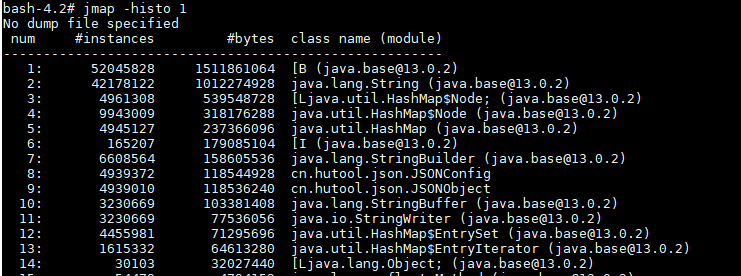 bash-4.2# jmap -histo 1
No dump file specified
 num     #instances         #bytes  class name (module)
-------------------------------------------------------
   1:      52045828     1511861064  [B (java.base@13.0.2)
   2:      42178122     1012274928  java.lang.String (java.base@13.0.2)
   3:       4961308      539548728  [Ljava.util.HashMap$Node; (java.base@13.0.2)
   4:       9943009      318176288  java.util.HashMap$Node (java.base@13.0.2)
   5:       4945127      237366096  java.util.HashMap (java.base@13.0.2)
   6:        165207      179085104  [I (java.base@13.0.2)
   7:       6608564      158605536  java.lang.StringBuilder (java.base@13.0.2)
   8:       4939372      118544928  cn.hutool.json.JSONConfig
   9:       4939010      118536240  cn.hutool.json.JSONObject
  10:       3230669      103381408  java.lang.StringBuffer (java.base@13.0.2)
  11:       3230669       77536056  java.io.StringWriter (java.base@13.0.2)
  12:       4455981       71295696  java.util.HashMap$EntrySet (java.base@13.0.2)
  13:       1615332       64613280  java.util.HashMap$EntryIterator (java.base@13.0.2)
  14:         30103       32027440  [Ljava.lang.Object; (java.base@13.0.2)